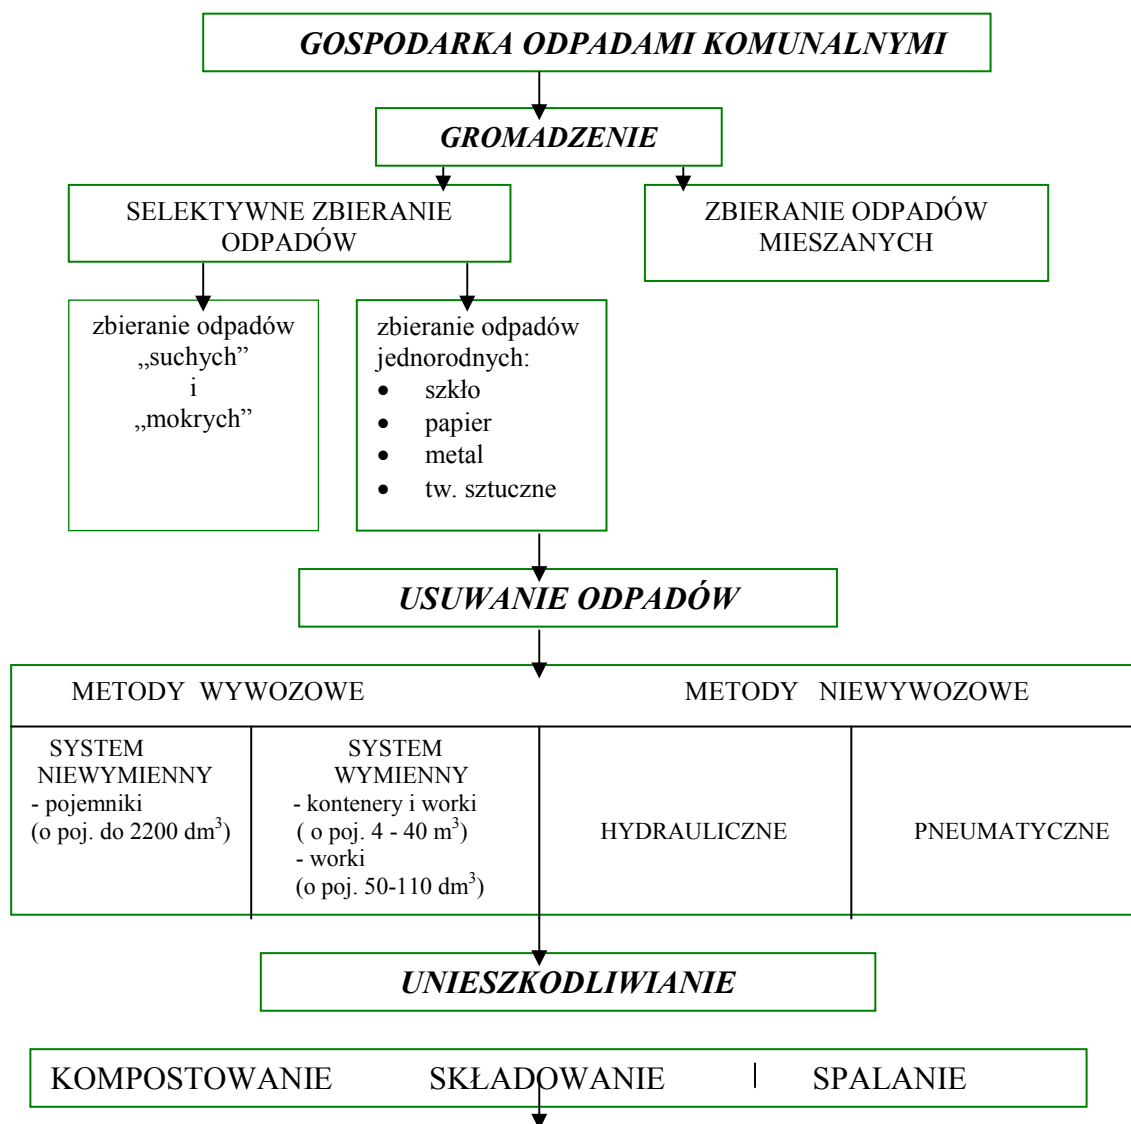 GOSPODARKA ODPADAMI KOMUNALNYMI
GROMADZENIE
SELEKTYWNE ZBIERANIE
ODPADÓW
ZBIERANIE ODPADÓW
MIESZANYCH
zbieranie odpadów
„suchych”
i
„mokrych”
zbieranie odpadów
jednorodnych:
• szkło
• papier
• metal
• tw. sztuczne
USUWANIE ODPADÓW
METODY WYWOZOWE
METODY NIEWYWOZOWE
SYSTEM
NIEWYMIENNY
- pojemniki
(o poj. do 2200 dm³)
SYSTEM
WYMIENNY
- kontenery i worki
( o poj. 4 - 40 m³)
- worki
(o poj. 50-110 dm³)
HYDRAULICZNE
PNEUMATYCZNE
UNIESZKODLIWIANIE
KOMPOSTOWANIE SKŁADOWANIE | SPALANIE